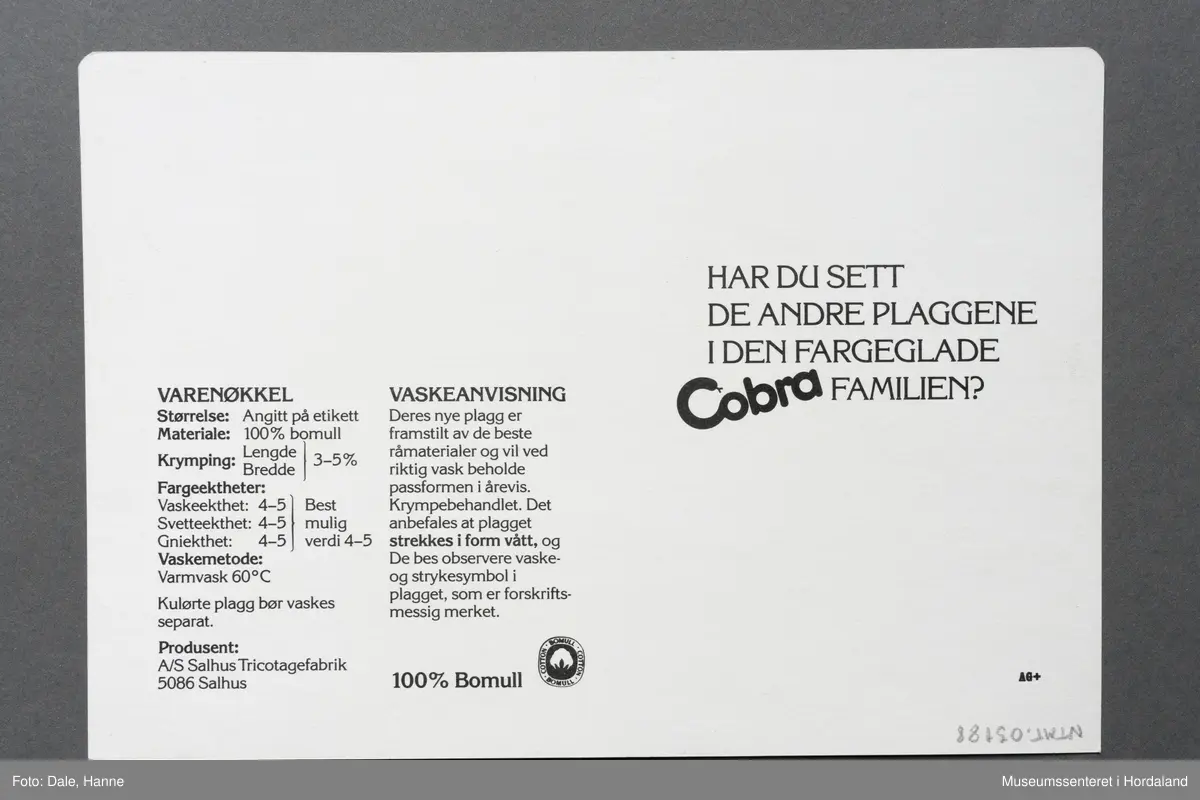 VARENØKKEL
Størrelse: Angitt på etikett
Materiale: 100% bomull
Krymping: Lengde
Bredde
3–5%
Fargeektheter:
Vaskeekthet: 4–5
Svetteekthet: 4–5
Gniekthet: 4–5
Best
mulig
verdi 4–5
Vaskemetode:
Varmvask 60°C
Kulørte plagg bør vaskes
separat.
Produsent:
A/S Salhus Tricotagefabrik
5086 Salhus
VASKEANVISNING
Deres nye plagg er
framstilt av de beste
råmaterialer og vil ved
riktig vask beholde
passformen i årevis.
Krympebehandlet. Det
anbefales at plagget
strekkes i form vått, og
De bes observere vaske-
og strykesymbol i
plagget, som er forskrifts-
messig merket.
100% Bomull
BOMULL · COTTON · BOMULL · COTTON
HAR DU SETT
DE ANDRE PLAGGENE
I DEN FARGEGLADE
Cobra FAMILIEN?
AG+
NTMT.05188
Foto: Dale, Hanne
Museumssenteret i Hordaland